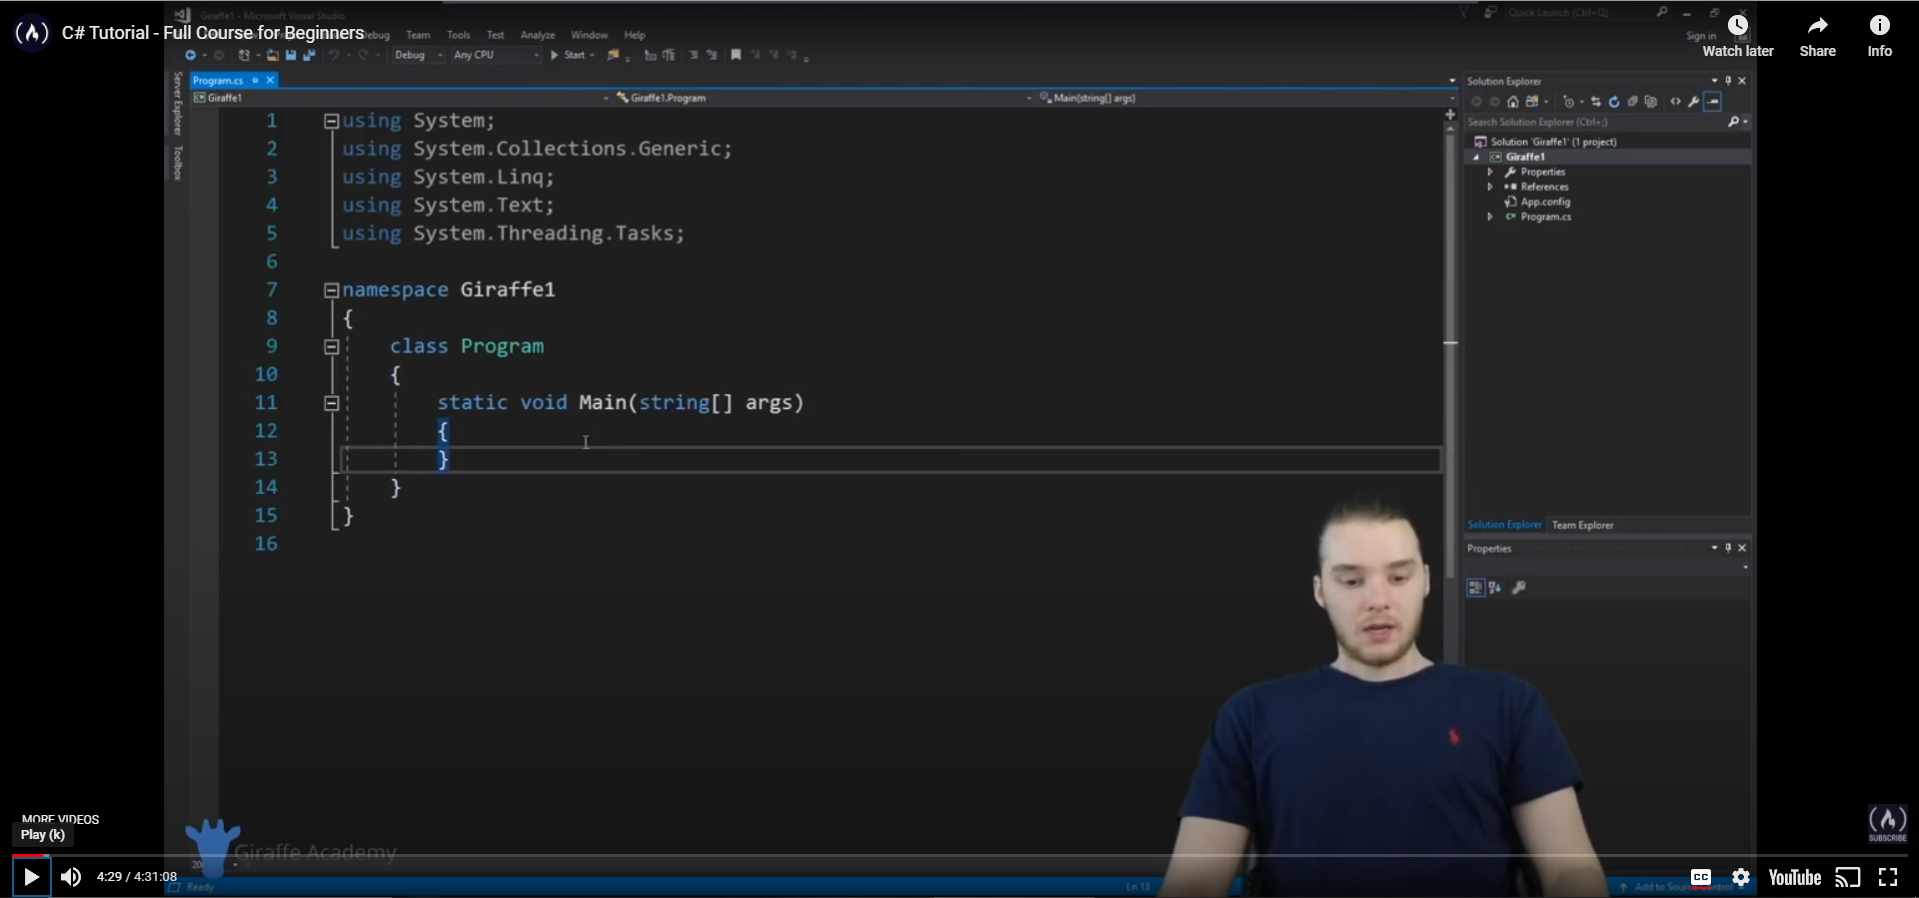 Giraffe1 - Microsoft Visual Studio
Quick Launch (Ctrl+Q)
C# Tutorial - Full Course for Beginners
Debug Team Tools Test Analyze Window Help
Sign in
Watch later
Share
Info
Debug Any CPU Start
Server Explorer
Toolbox
Program.cs
Giraffe1 Giraffe1.Program Main(string[] args)
1 using System;
2 using System.Collections.Generic;
3 using System.Linq;
4 using System.Text;
5 using System.Threading.Tasks;
6
7 namespace Giraffe1
8 {
9 class Program
10 {
11 static void Main(string[] args)
12 {
13 }
14 }
15 }
16
Solution Explorer
Search Solution Explorer (Ctrl+;)
Solution 'Giraffe1' (1 project)
Giraffe1
Properties
References
App.config
Program.cs
Solution Explorer Team Explorer
Properties
MORE VIDEOS
Play (k)
Giraffe Academy
SUBSCRIBE
4:29 / 4:31:08
CC
YouTube
Ready
Ln 13
Add to Source Control